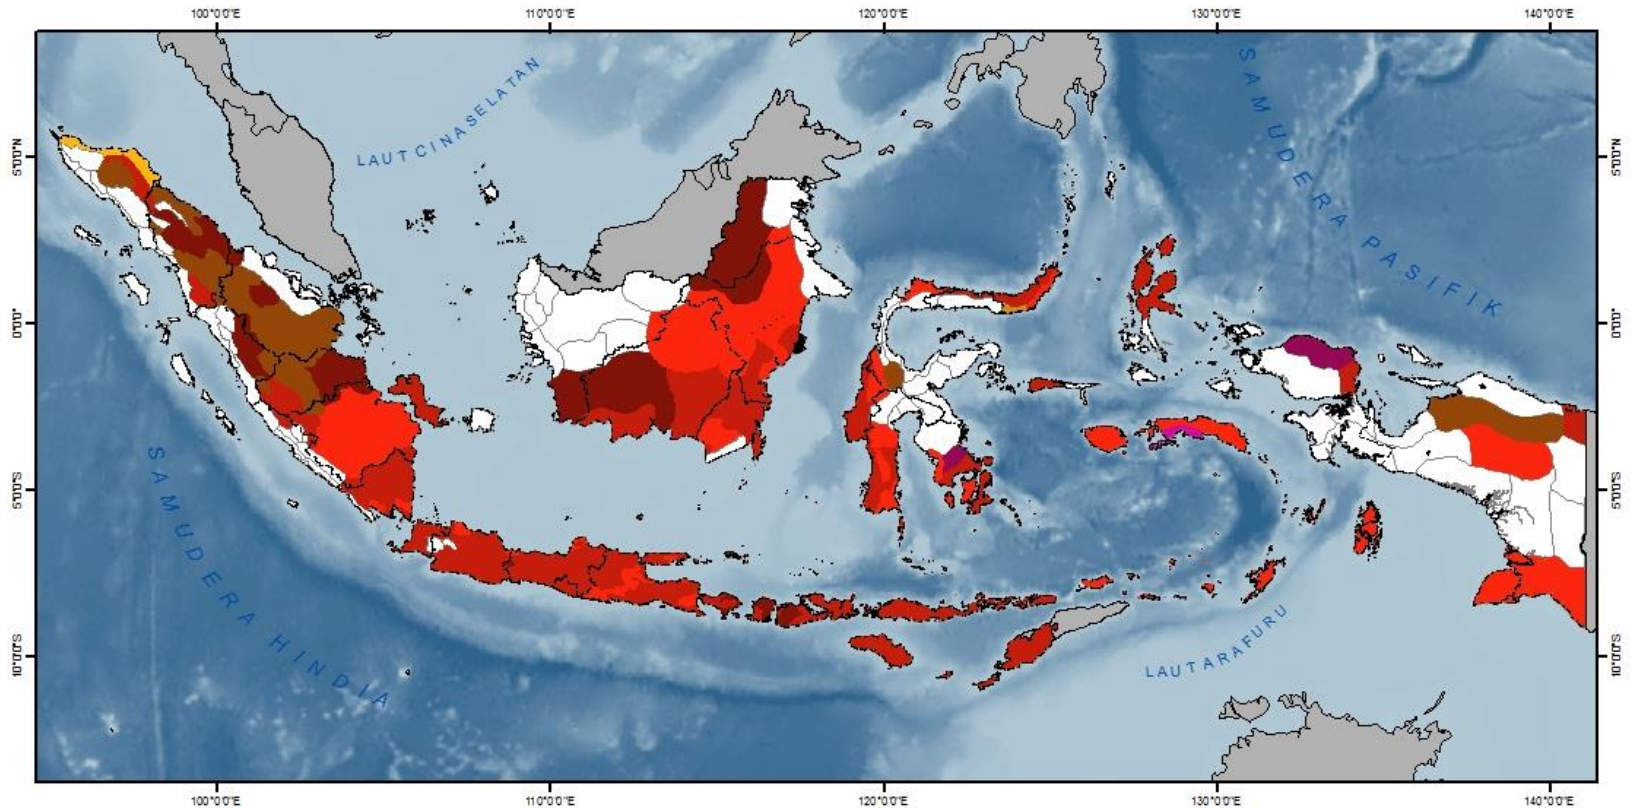 100°0'0"E
110°0'0"E
120°0'0"E
130°0'0"E
140°0'0"E
5°0'0"N
5°0'0"N
LAUT CINA SELATAN
SAMUDERA PASIFIK
0°0'0"
0°0'0"
5°0'0"S
5°0'0"S
SAMUDERA HINDIA
LAUT ARAFURU
10°0'0"S
10°0'0"S
100°0'0"E
110°0'0"E
120°0'0"E
130°0'0"E
140°0'0"E